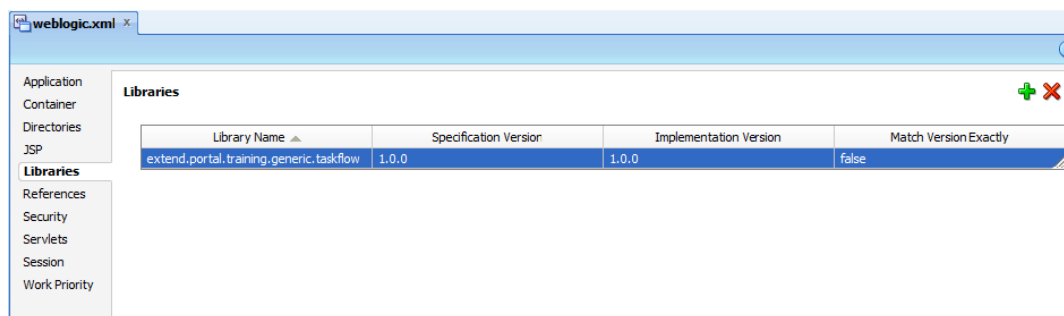 weblogic.xml x
Application
Container
Directories
JSP
Libraries
References
Security
Servlets
Session
Work Priority
Libraries
Library Name Specification Version Implementation Version Match Version Exactly
extend.portal.training.generic.taskflow 1.0.0 1.0.0 false